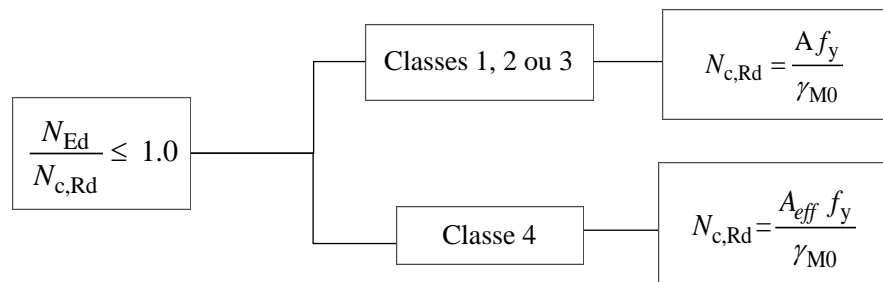 N_Ed / N_c,Rd ≤ 1.0
Classes 1, 2 ou 3
N_c,Rd = A f_y / γ_M0
Classe 4
N_c,Rd = A_eff f_y / γ_M0